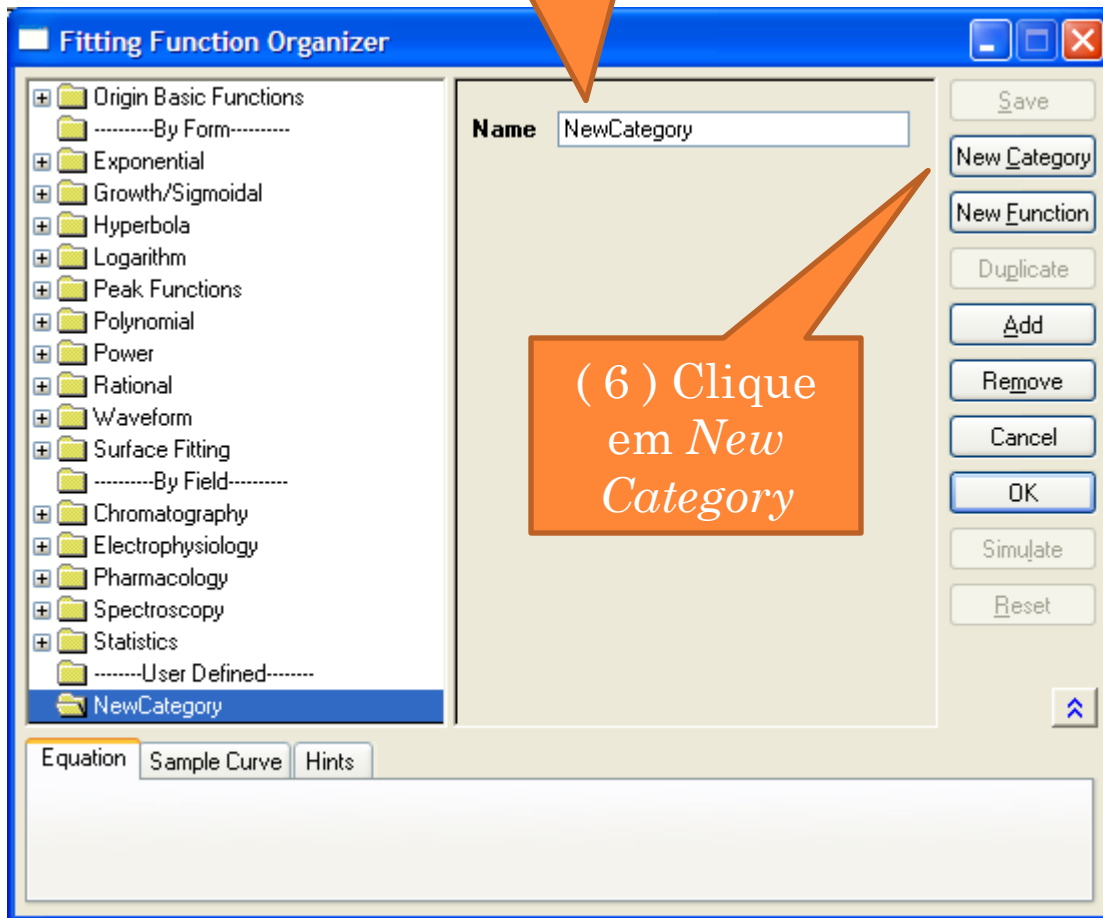 Fitting Function Organizer
Origin Basic Functions
----------By Form----------
Exponential
Growth/Sigmoidal
Hyperbola
Logarithm
Peak Functions
Polynomial
Power
Rational
Waveform
Surface Fitting
----------By Field----------
Chromatography
Electrophysiology
Pharmacology
Spectroscopy
Statistics
--------User Defined--------
NewCategory
Name NewCategory
( 6 ) Clique
em New
Category
Save
New Category
New Function
Duplicate
Add
Remove
Cancel
OK
Simulate
Reset
Equation Sample Curve Hints